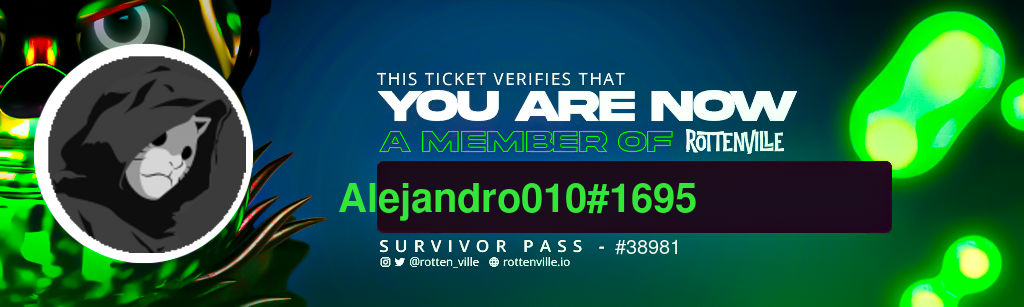 THIS TICKET VERIFIES THAT
YOU ARE NOW
A MEMBER OF ROTTENVILLE
Alejandro010#1695
SURVIVOR PASS - #38981
@rotten_ville rottenville.io